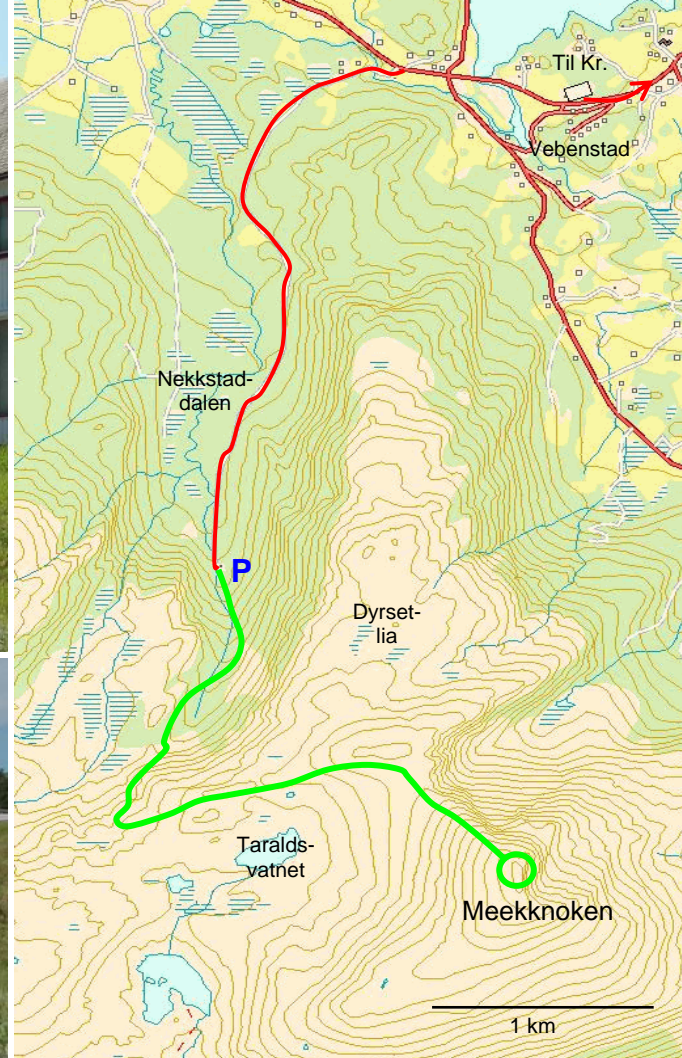 Til Kr.
Vebenstad
Nekkstad-
dalen
P
Dyrset-
lia
Taralds-
vatnet
Meekknoken
1 km